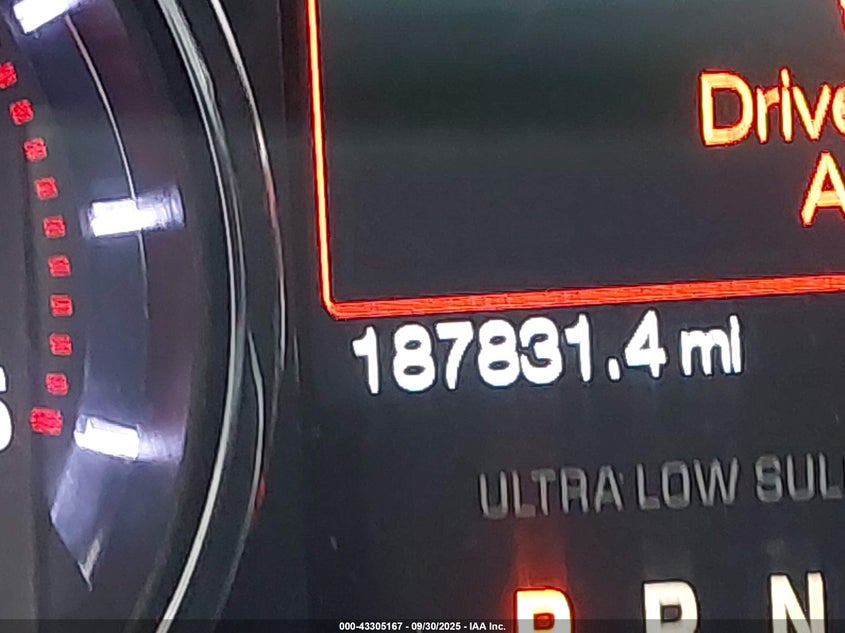 Drive
A
187831.4 mi
ULTRA LOW SUL
P R N
000-43305167 - 09/30/2025 - IAA Inc.